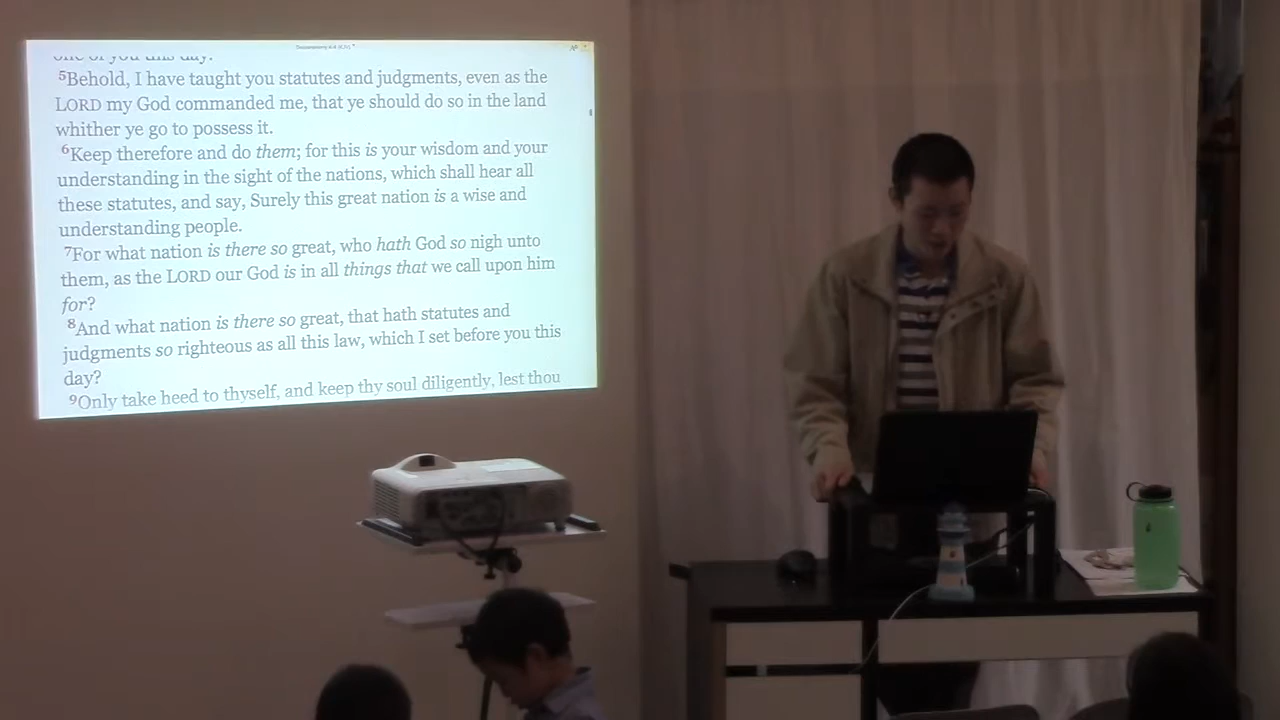 one of you this day.
5Behold, I have taught you statutes and judgments, even as the
LORD my God commanded me, that ye should do so in the land
whither ye go to possess it.
6Keep therefore and do them; for this is your wisdom and your
understanding in the sight of the nations, which shall hear all
these statutes, and say, Surely this great nation is a wise and
understanding people.
7For what nation is there so great, who hath God so nigh unto
them, as the LORD our God is in all things that we call upon him
for?
8And what nation is there so great, that hath statutes and
judgments so righteous as all this law, which I set before you this
day?
9Only take heed to thyself, and keep thy soul diligently, lest thou